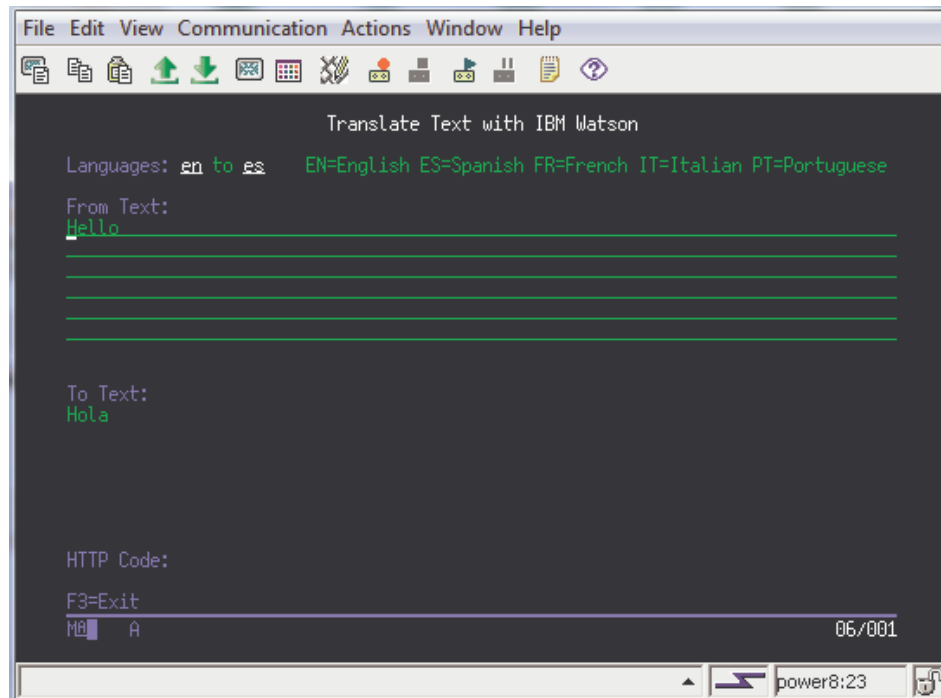 File Edit View Communication Actions Window Help
Translate Text with IBM Watson
Languages: en to es EN=English ES=Spanish FR=French IT=Italian PT=Portuguese
From Text:
Hello
To Text:
Hola
HTTP Code:
F3=Exit
MA A 06/001
power8:23